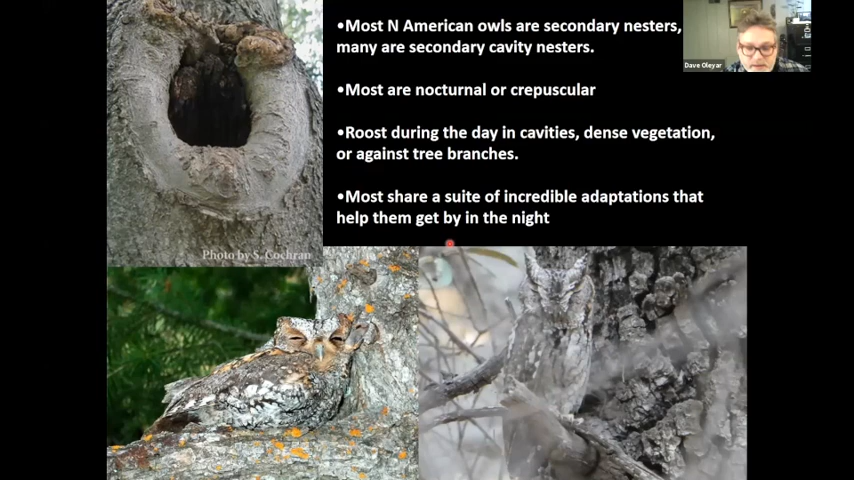 •Most N American owls are secondary nesters,
many are secondary cavity nesters.
•Most are nocturnal or crepuscular
•Roost during the day in cavities, dense vegetation,
or against tree branches.
•Most share a suite of incredible adaptations that
help them get by in the night
Photo by S. Cochran
Dave Oleyar